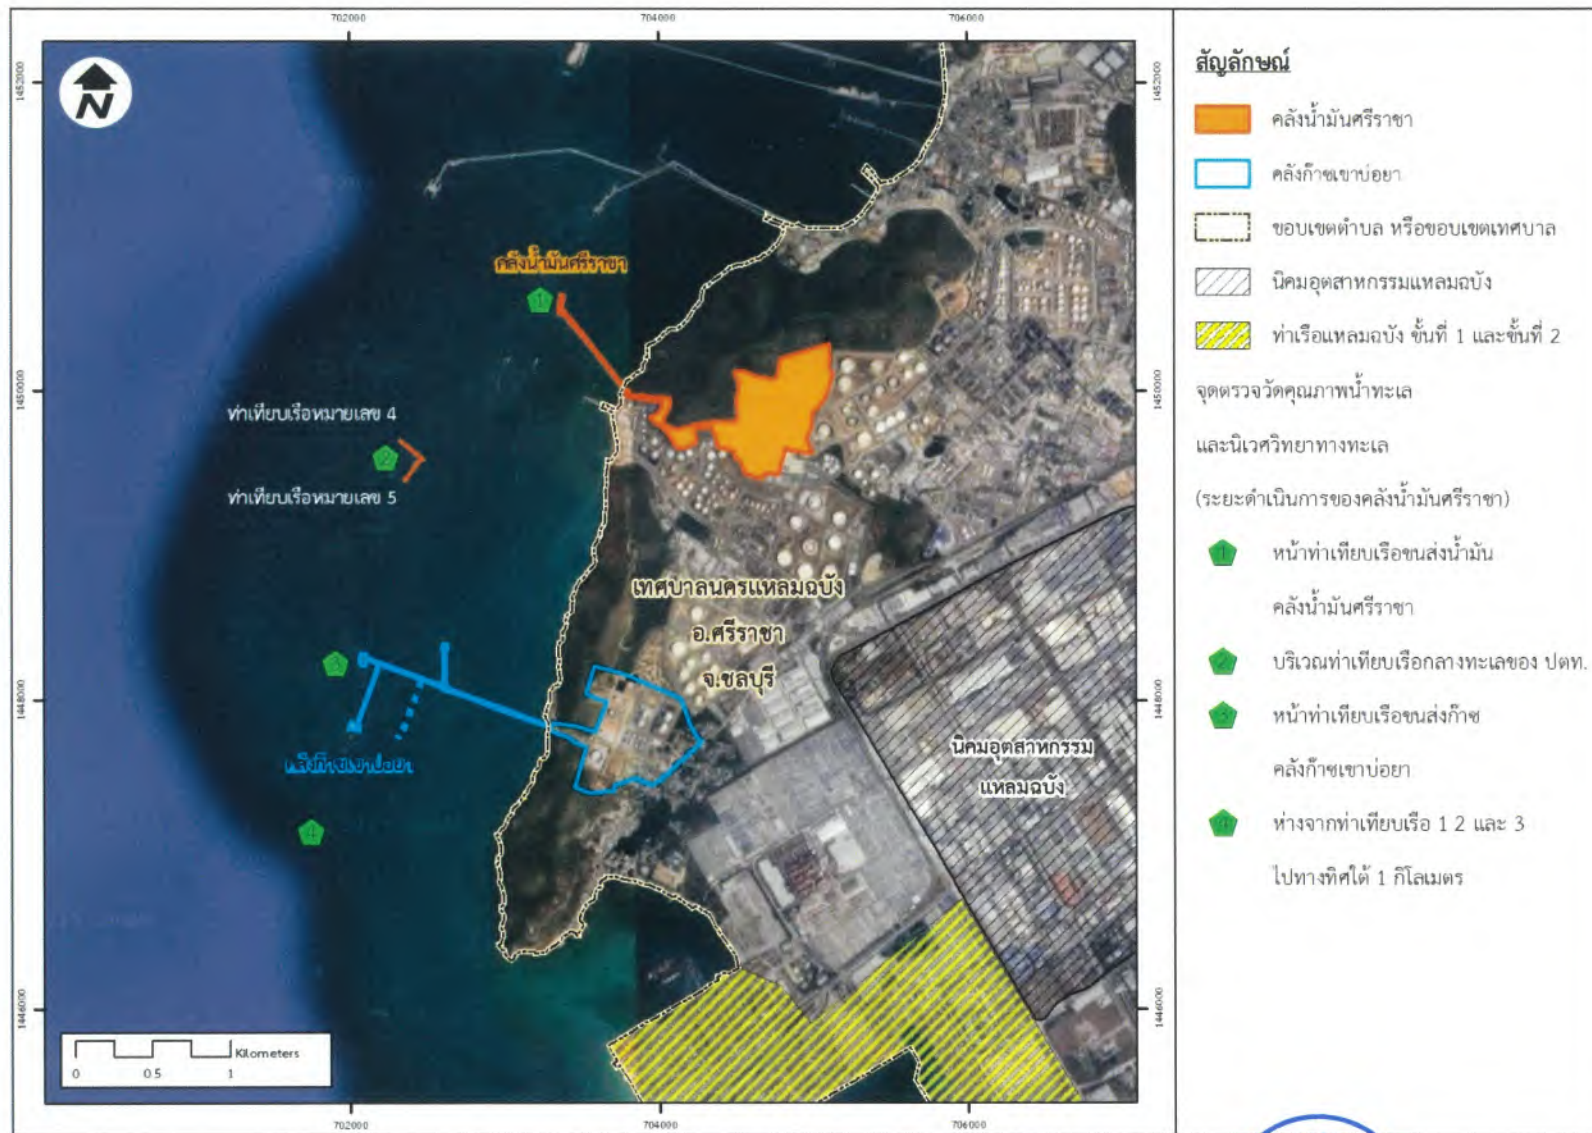 702000 704000 706000
N
1452000 1452000
1450000 1450000
1448000 1448000
1446000 1446000
คลังน้ำมันศรีราชา
1
ท่าเทียบเรือหมายเลข 4
2
ท่าเทียบเรือหมายเลข 5
เทศบาลนครแหลมฉบัง
อ.ศรีราชา
จ.ชลบุรี
3
คลังก๊าซเขาบ่อยา
นิคมอุตสาหกรรม
แหลมฉบัง
4
Kilometers
0 0.5 1
702000 704000 706000
สัญลักษณ์
คลังน้ำมันศรีราชา
คลังก๊าซเขาบ่อยา
ขอบเขตตำบล หรือขอบเขตเทศบาล
นิคมอุตสาหกรรมแหลมฉบัง
ท่าเรือแหลมฉบัง ขั้นที่ 1 และขั้นที่ 2
จุดตรวจวัดคุณภาพน้ำทะเล
และนิเวศวิทยาทางทะเล
(ระยะดำเนินการของคลังน้ำมันศรีราชา)
1 หน้าท่าเทียบเรือขนส่งน้ำมัน
คลังน้ำมันศรีราชา
2 บริเวณท่าเทียบเรือกลางทะเลของ ปตท.
3 หน้าท่าเทียบเรือขนส่งก๊าซ
คลังก๊าซเขาบ่อยา
4 ห่างจากท่าเทียบเรือ 1 2 และ 3
ไปทางทิศใต้ 1 กิโลเมตร